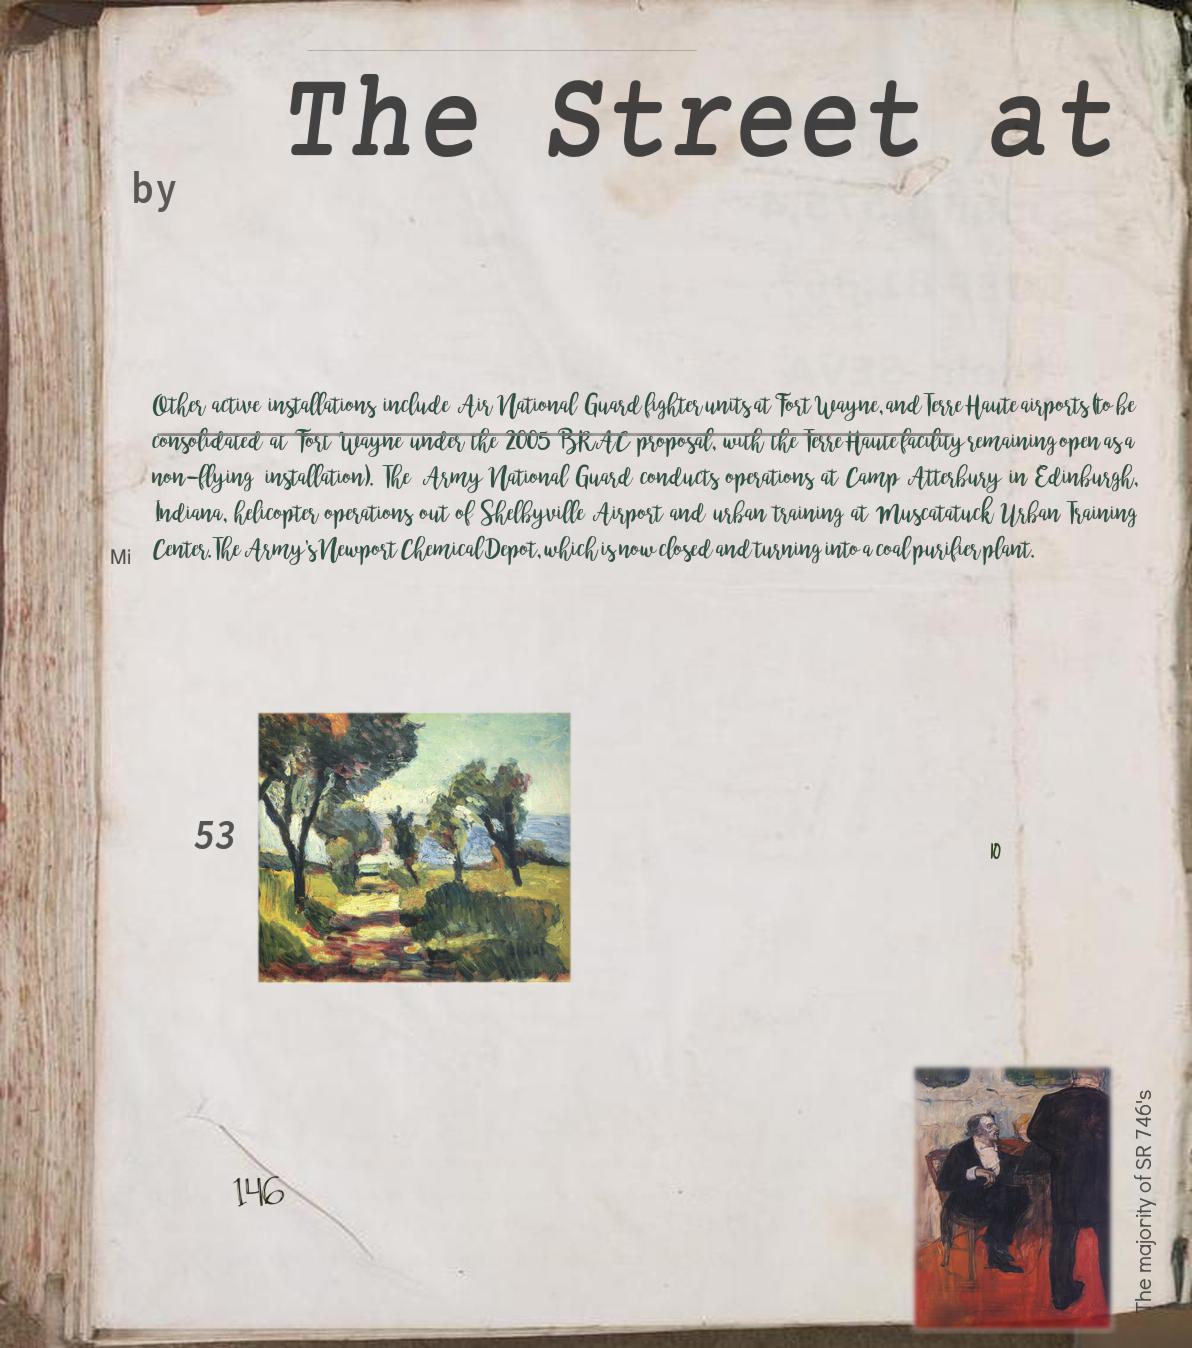 The Street at
by
Other active installations include Air National Guard fighter units at Fort Wayne, and Terre Haute airports (to be
consolidated at Fort Wayne under the 2005 BRAC proposal, with the Terre Haute facility remaining open as a
non-flying installation). The Army National Guard conducts operations at Camp Atterbury in Edinburgh,
Indiana, helicopter operations out of Shelbyville Airport and urban training at Muscatatuck Urban Training
Center. The Army's Newport Chemical Depot, which is now closed and turning into a coal purifier plant.
Mi
53
10
146
The majority of SR 746's